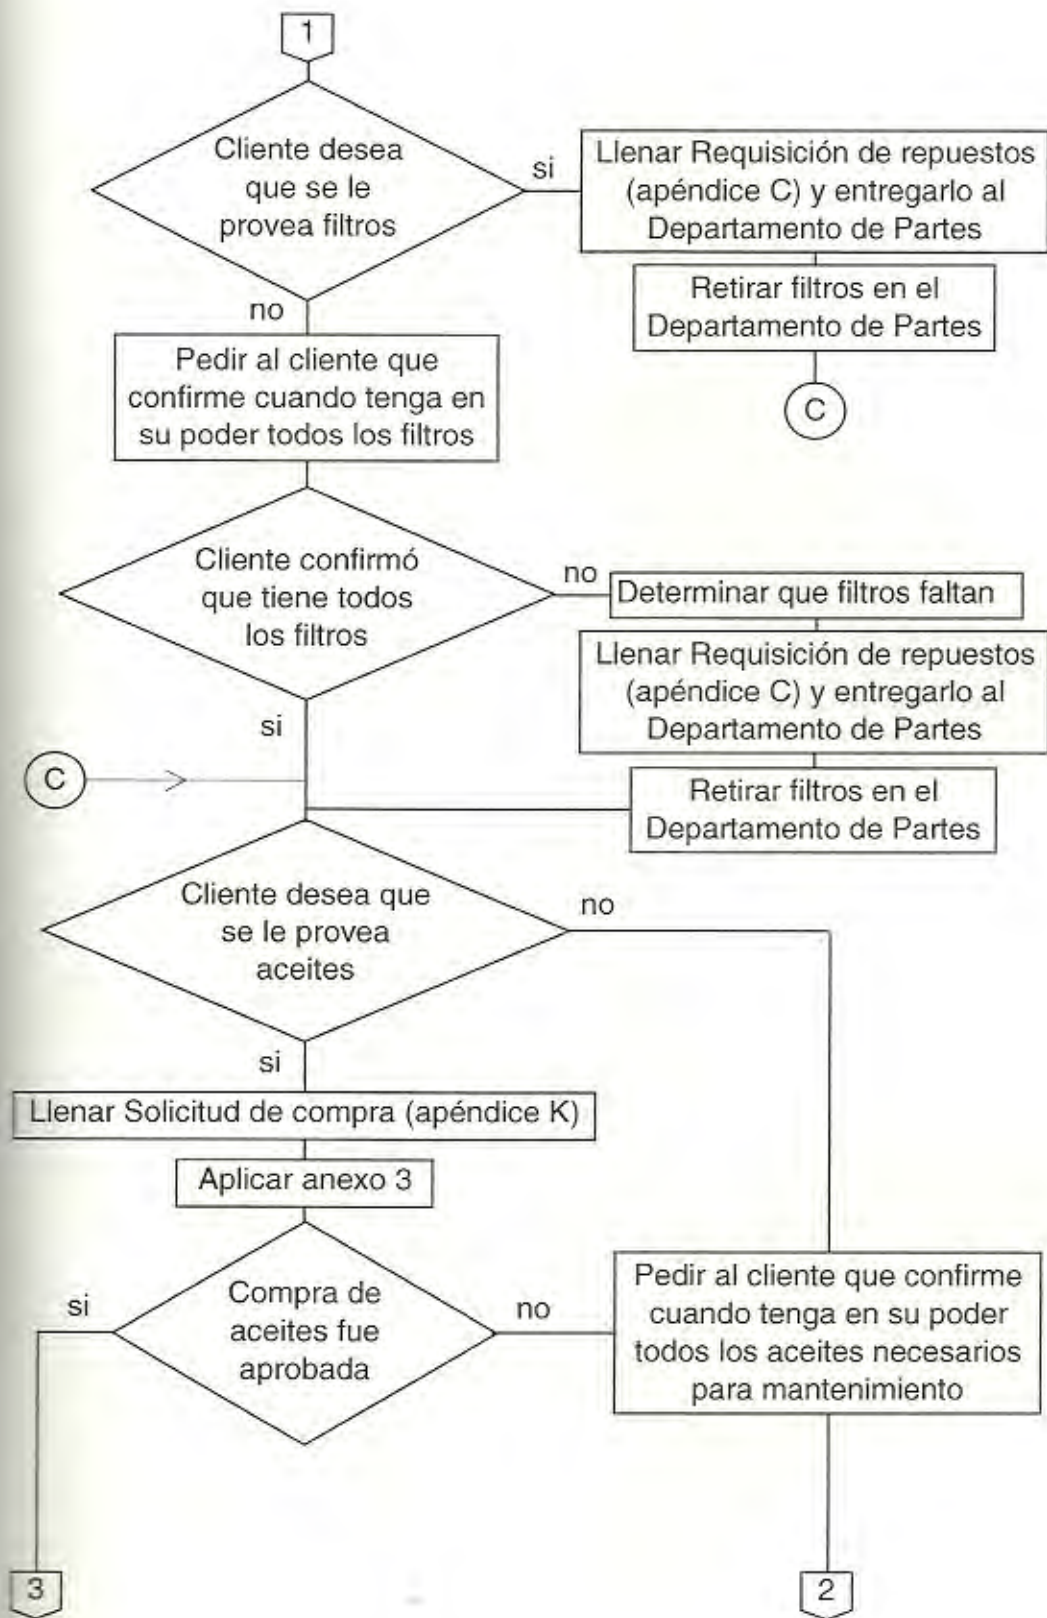 1
Cliente desea
que se le
provea filtros
si
Llenar Requisición de repuestos
(apéndice C) y entregarlo al
Departamento de Partes
Retirar filtros en el
Departamento de Partes
C
no
Pedir al cliente que
confirme cuando tenga en
su poder todos los filtros
Cliente confirmó
que tiene todos
los filtros
no
Determinar que filtros faltan
Llenar Requisición de repuestos
(apéndice C) y entregarlo al
Departamento de Partes
Retirar filtros en el
Departamento de Partes
si
C
Cliente desea que
se le provea
aceites
no
si
Llenar Solicitud de compra (apéndice K)
Aplicar anexo 3
Compra de
aceites fue
aprobada
si
no
Pedir al cliente que confirme
cuando tenga en su poder
todos los aceites necesarios
para mantenimiento
3
2